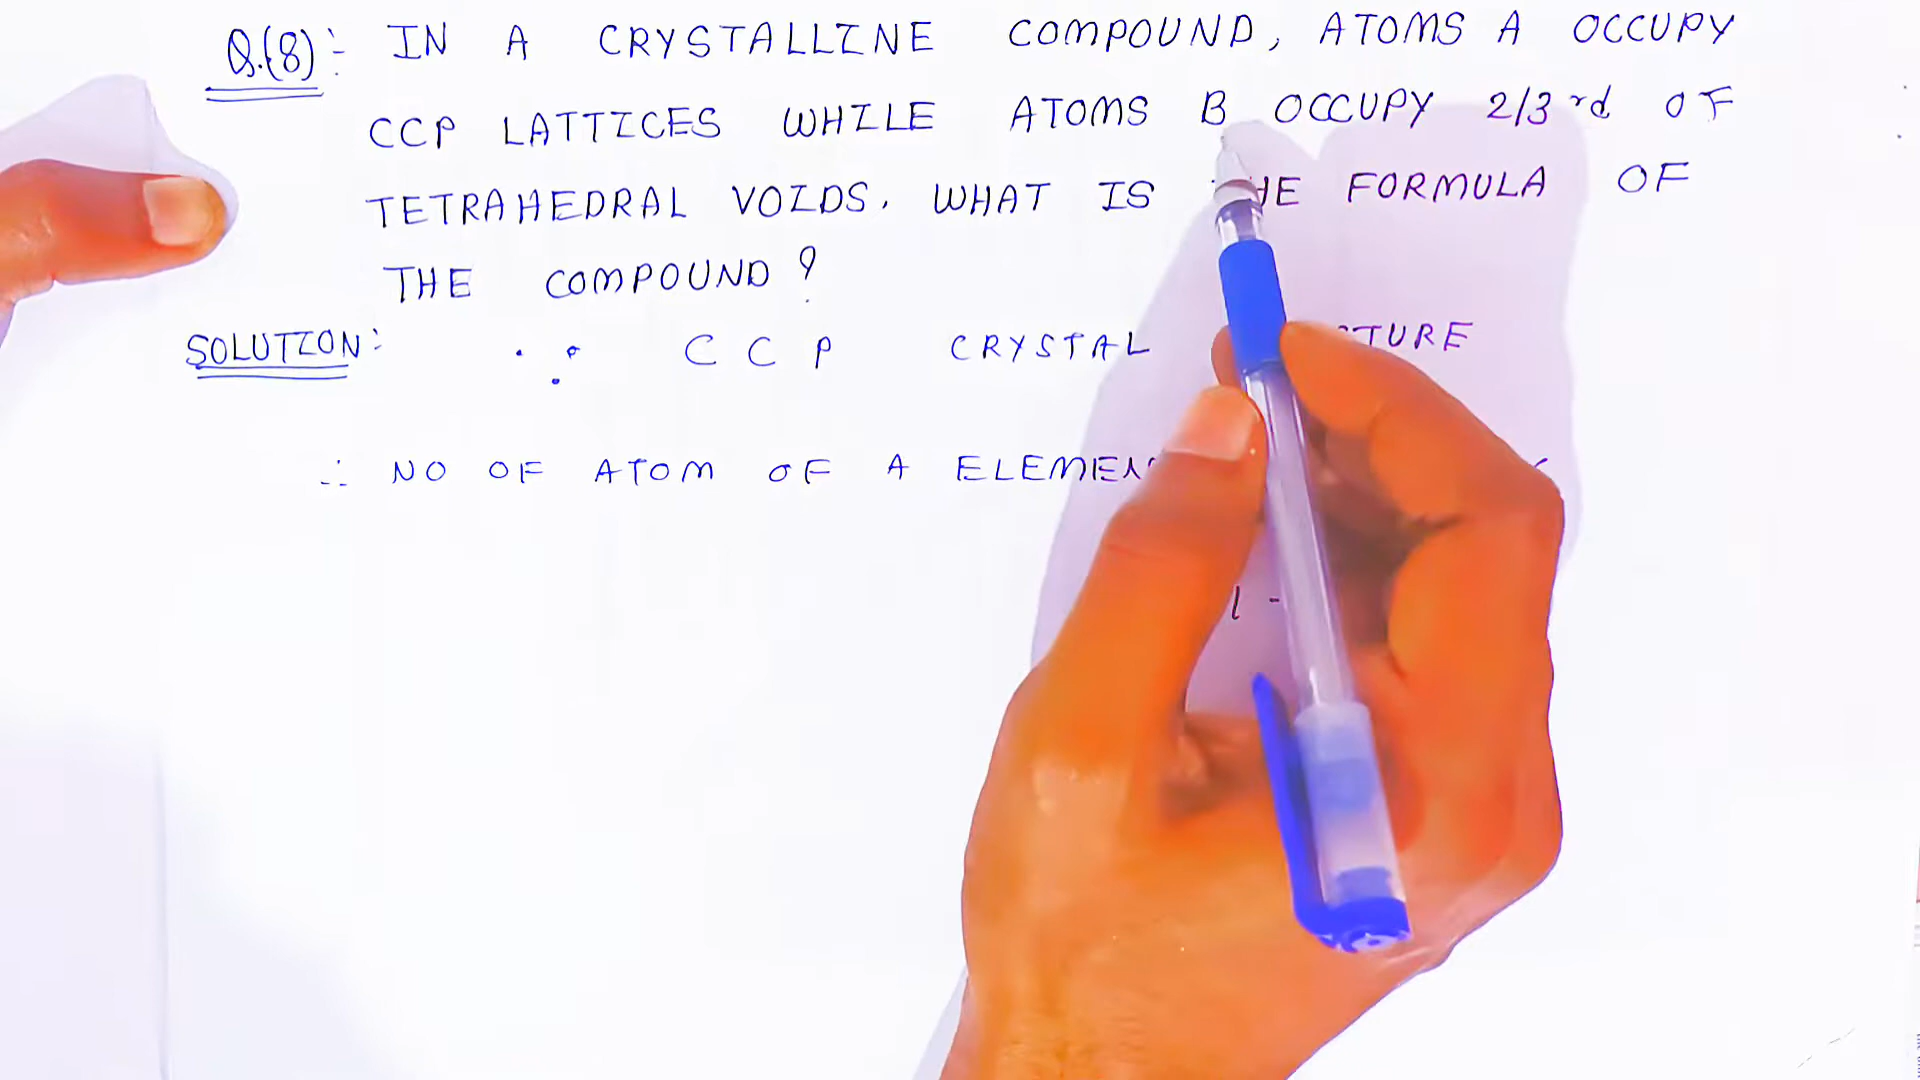 Q.(8):- IN A CRYSTALLINE COMPOUND, ATOMS A OCCUPY
CCP LATTICES WHILE ATOMS B OCCUPY 2/3rd OF
TETRAHEDRAL VOIDS. WHAT IS FORMULA OF
THE COMPOUND?
SOLUTION: ∵ CCP CRYSTAL
∴ NO OF ATOM OF A